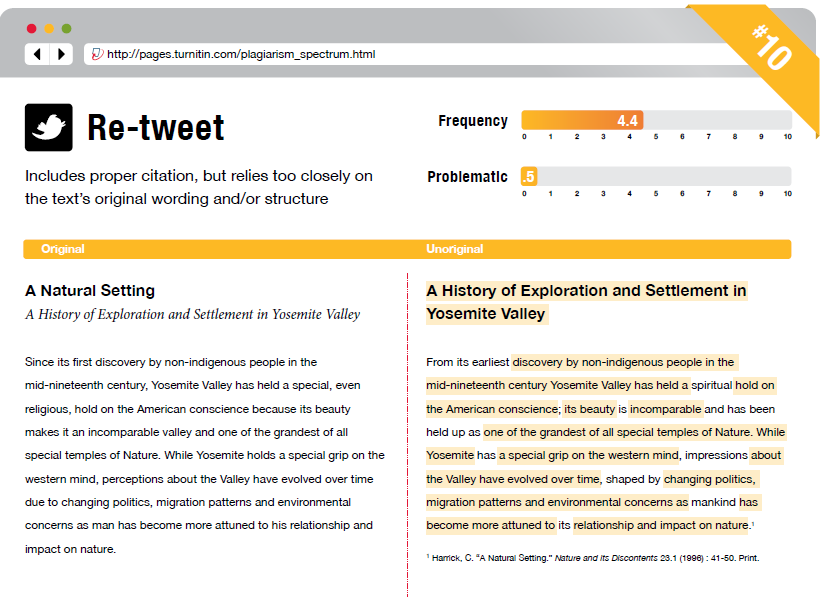 #10
http://pages.turnitin.com/plagiarism_spectrum.html
Re-tweet
Includes proper citation, but relies too closely on
the text's original wording and/or structure
Frequency 4.4
0 1 2 3 4 5 6 7 8 9 10
Problematic .5
0 1 2 3 4 5 6 7 8 9 10
Original Unoriginal
A Natural Setting
A History of Exploration and Settlement in Yosemite Valley
Since its first discovery by non-indigenous people in the
mid-nineteenth century, Yosemite Valley has held a special, even
religious, hold on the American conscience because its beauty
makes it an incomparable valley and one of the grandest of all
special temples of Nature. While Yosemite holds a special grip on the
western mind, perceptions about the Valley have evolved over time
due to changing politics, migration patterns and environmental
concerns as man has become more attuned to his relationship and
impact on nature.
A History of Exploration and Settlement in
Yosemite Valley
From its earliest discovery by non-indigenous people in the
mid-nineteenth century Yosemite Valley has held a spiritual hold on
the American conscience; its beauty is incomparable and has been
held up as one of the grandest of all special temples of Nature. While
Yosemite has a special grip on the western mind, impressions about
the Valley have evolved over time, shaped by changing politics,
migration patterns and environmental concerns as mankind has
become more attuned to its relationship and impact on nature.¹
¹ Harrick, C. "A Natural Setting." Nature and Its Discontents 23.1 (1996) : 41-50. Print.